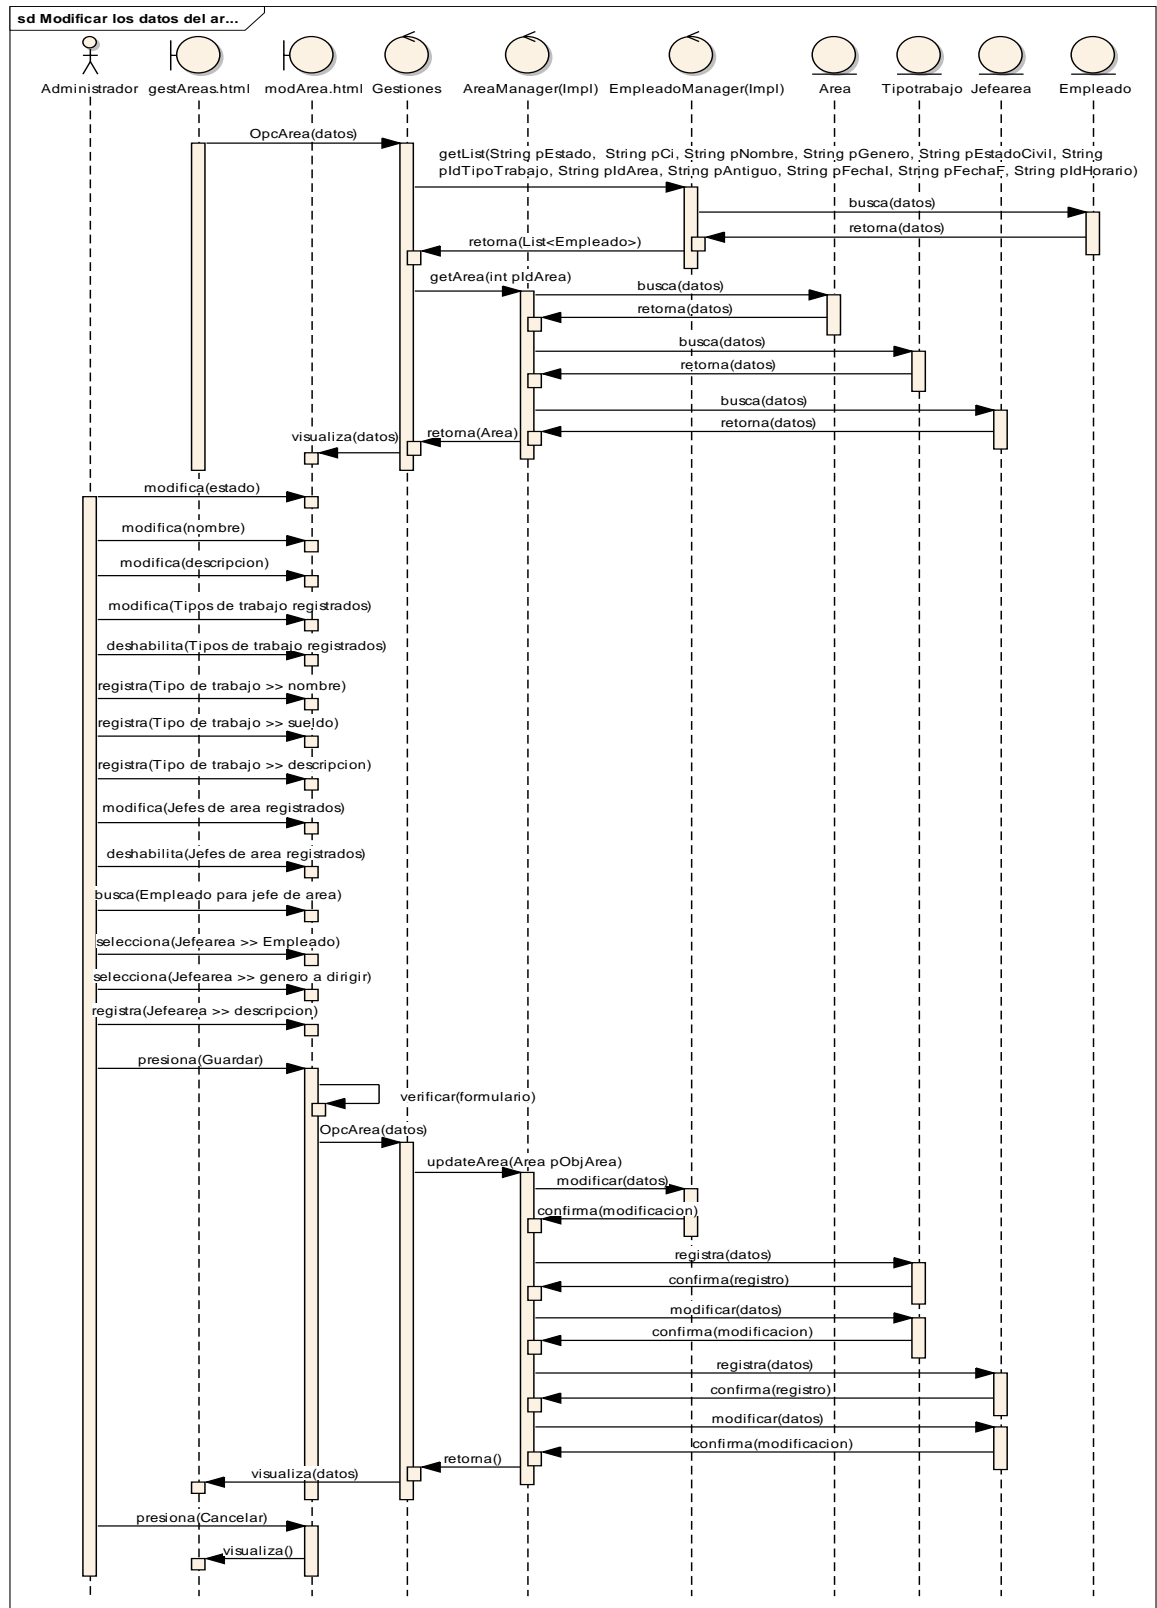 sd Modificar los datos del ar...
Administrador gestAreas.html modArea.html Gestiones AreaManager(Impl) EmpleadoManager(Impl) Area Tipotrabajo Jefearea Empleado
OpcArea(datos)
getList(String pEstado, String pCi, String pNombre, String pGenero, String pEstadoCivil, String
pIdTipoTrabajo, String pIdArea, String pAntiguo, String pFechaI, String pFechaF, String pIdHorario)
busca(datos)
retorna(datos)
retorna(List<Empleado>)
getArea(int pIdArea)
busca(datos)
retorna(datos)
busca(datos)
retorna(datos)
busca(datos)
retorna(datos)
retorna(Area)
visualiza(datos)
modifica(estado)
modifica(nombre)
modifica(descripcion)
modifica(Tipos de trabajo registrados)
deshabilita(Tipos de trabajo registrados)
registra(Tipo de trabajo >> nombre)
registra(Tipo de trabajo >> sueldo)
registra(Tipo de trabajo >> descripcion)
modifica(Jefes de area registrados)
deshabilita(Jefes de area registrados)
busca(Empleado para jefe de area)
selecciona(Jefearea >> Empleado)
selecciona(Jefearea >> genero a dirigir)
registra(Jefearea >> descripcion)
presiona(Guardar)
verificar(formulario)
OpcArea(datos)
updateArea(Area pObjArea)
modificar(datos)
confirma(modificacion)
registra(datos)
confirma(registro)
modificar(datos)
confirma(modificacion)
registra(datos)
confirma(registro)
modificar(datos)
confirma(modificacion)
retorna()
visualiza(datos)
presiona(Cancelar)
visualiza()